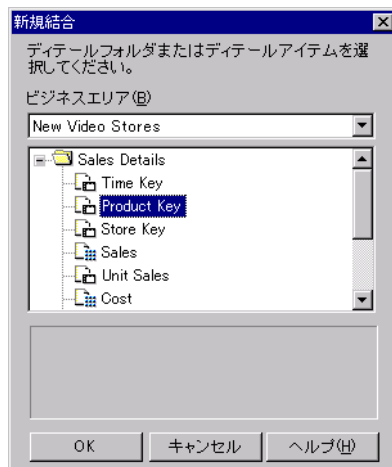 新規結合
ディテールフォルダまたはディテールアイテムを選
択してください。
ビジネスエリア(B)
New Video Stores
Sales Details
Time Key
Product Key
Store Key
Sales
Unit Sales
Cost
OK キャンセル ヘルプ(H)